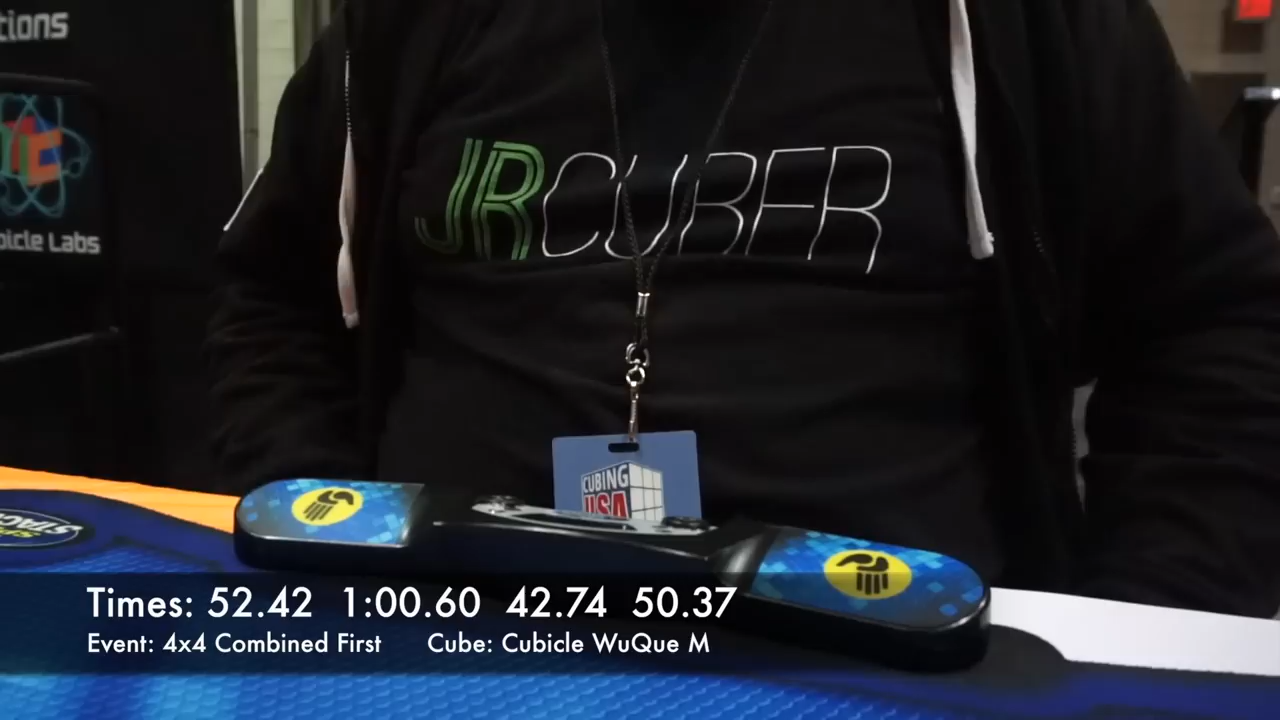 tions
bicle Labs
JRCUBER
CUBING
USA
STACK
Times: 52.42 1:00.60 42.74 50.37
Event: 4x4 Combined First Cube: Cubicle WuQue M